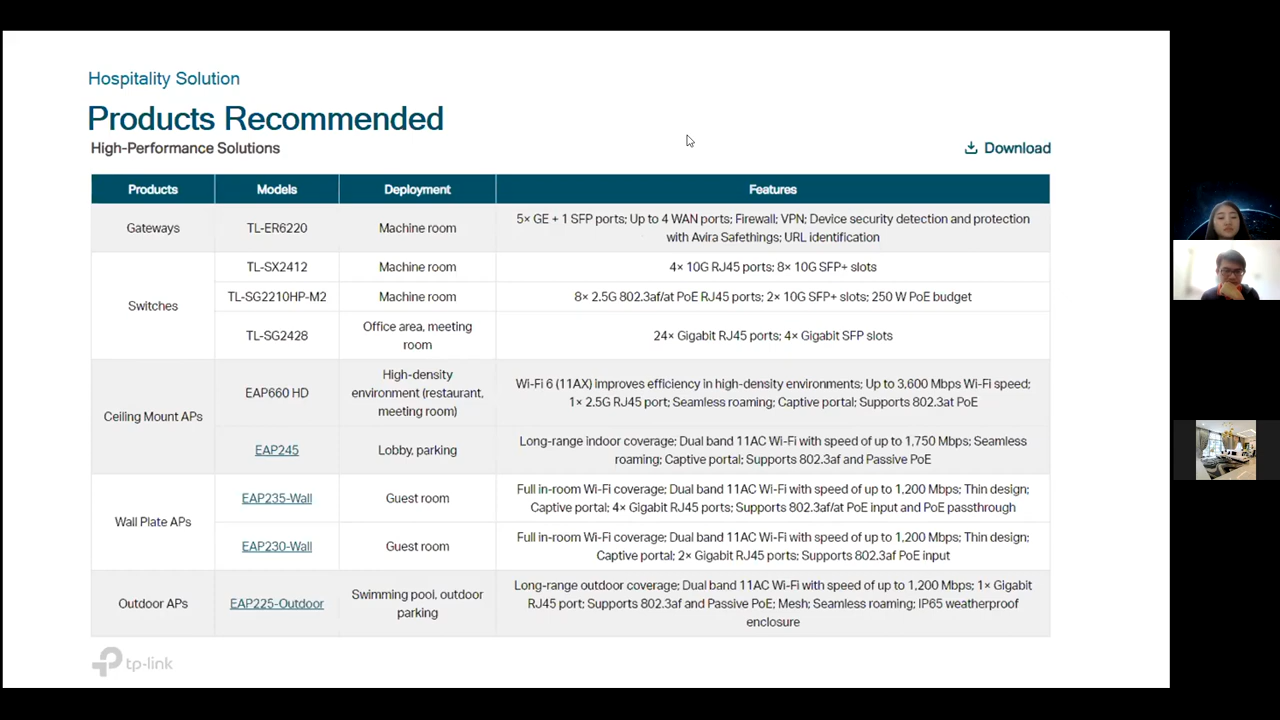 Hospitality Solution
Products Recommended
High-Performance Solutions
Download
Products Models Deployment Features
Gateways TL-ER6220 Machine room 5× GE + 1 SFP ports; Up to 4 WAN ports; Firewall; VPN; Device security detection and protection
with Avira Safethings; URL identification
Switches
TL-SX2412 Machine room 4× 10G RJ45 ports; 8× 10G SFP+ slots
TL-SG2210HP-M2 Machine room 8× 2.5G 802.3af/at PoE RJ45 ports; 2× 10G SFP+ slots; 250 W PoE budget
TL-SG2428 Office area, meeting
room
24× Gigabit RJ45 ports; 4× Gigabit SFP slots
Ceiling Mount APs
EAP660 HD High-density
environment (restaurant,
meeting room)
Wi-Fi 6 (11AX) improves efficiency in high-density environments; Up to 3,600 Mbps Wi-Fi speed;
1× 2.5G RJ45 port; Seamless roaming; Captive portal; Supports 802.3at PoE
EAP245 Lobby, parking Long-range indoor coverage; Dual band 11AC Wi-Fi with speed of up to 1,750 Mbps; Seamless
roaming; Captive portal; Supports 802.3af and Passive PoE
Wall Plate APs
EAP235-Wall Guest room Full in-room Wi-Fi coverage; Dual band 11AC Wi-Fi with speed of up to 1,200 Mbps; Thin design;
Captive portal; 4× Gigabit RJ45 ports; Supports 802.3af/at PoE input and PoE passthrough
EAP230-Wall Guest room Full in-room Wi-Fi coverage; Dual band 11AC Wi-Fi with speed of up to 1,200 Mbps; Thin design;
Captive portal; 2× Gigabit RJ45 ports; Supports 802.3af PoE input
Outdoor APs EAP225-Outdoor Swimming pool, outdoor
parking
Long-range outdoor coverage; Dual band 11AC Wi-Fi with speed of up to 1,200 Mbps; 1× Gigabit
RJ45 port; Supports 802.3af and Passive PoE; Mesh; Seamless roaming; IP65 weatherproof
enclosure
tp-link